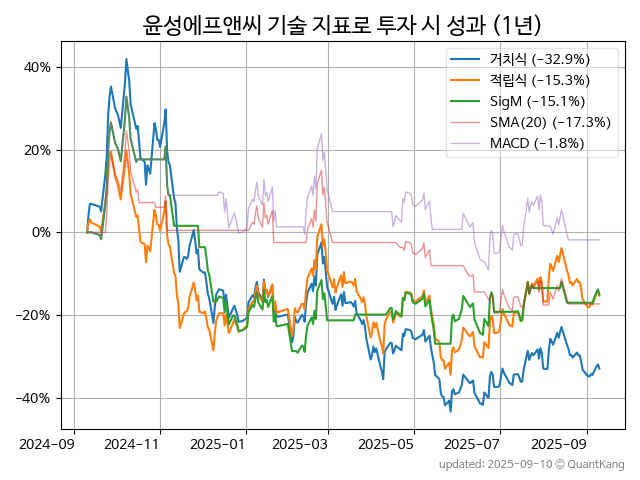 윤성에프앤씨 기술 지표로 투자 시 성과 (1년)
거치식 (−32.9%)
적립식 (−15.3%)
SigM (−15.1%)
SMA(20) (−17.3%)
MACD (−1.8%)
40%
20%
0%
−20%
−40%
2024−09 2024−11 2025−01 2025−03 2025−05 2025−07 2025−09
updated: 2025−09−10 © QuantKang